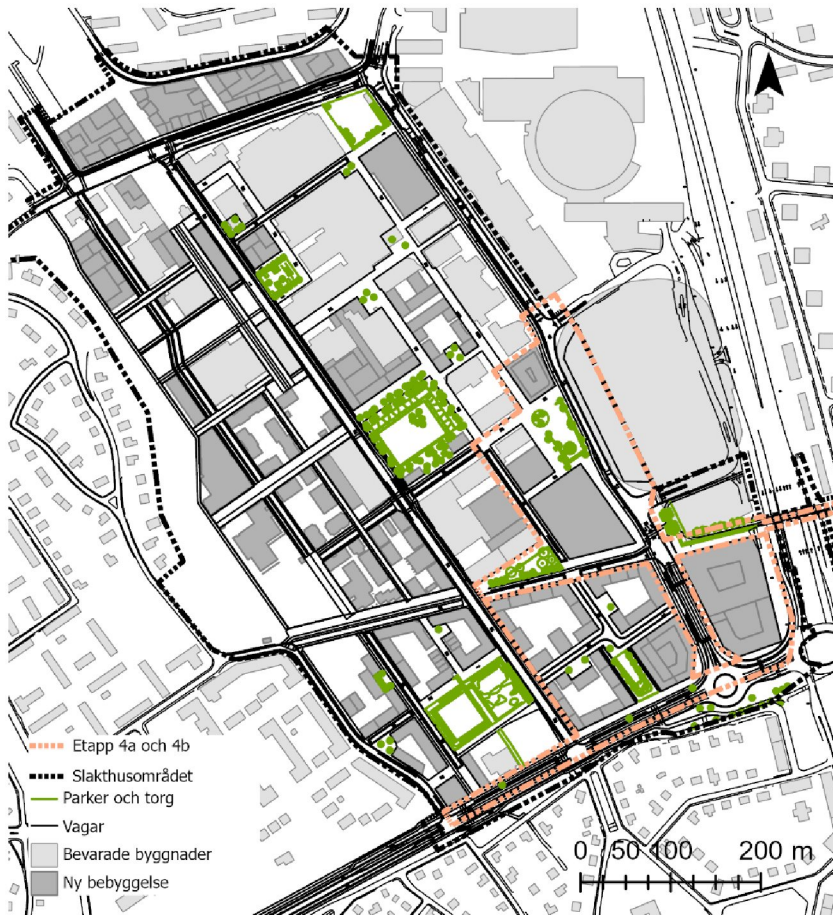 Etapp 4a och 4b
Slakthusområdet
Parker och torg
Vagar
Bevarade byggnader
Ny bebyggelse
0 50 100 200 m